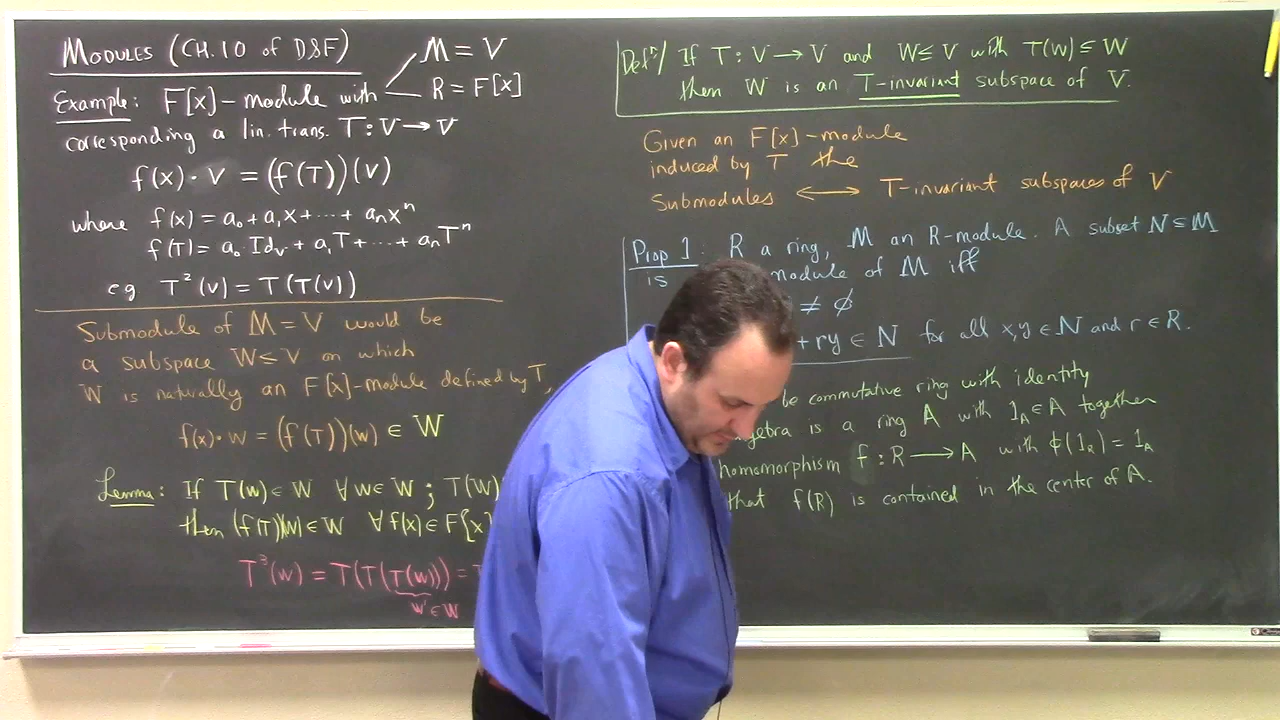 MODULES (CH. 10 of D&F)
M = V
R = F[x]
Example: F[x]-module with
corresponding a lin. trans. T: V → V
f(x)·v = (f(T))(v)
where f(x) = a₀ + a₁x + ··· + aₙxⁿ
f(T) = a₀ Id_V + a₁T + ··· + aₙTⁿ
eg T²(v) = T(T(v))
Submodule of M = V would be
a subspace W ≤ V on which
W is naturally an F[x]-module defined by T,
f(x)·w = (f(T))(w) ∈ W
Lemma: If T(w) ∈ W ∀w ∈ W ; T(W)
then (f(T))(w) ∈ W ∀f(x) ∈ F[x]
T³(w) = T(T(T(w))) =
w' ∈ W
Defⁿ/ If T: V → V and W ≤ V with T(W) ⊆ W
then W is an T-invariant subspace of V.
Given an F[x]-module
induced by T the
Submodules ⟷ T-invariant subspaces of V
Prop 1: R a ring, M an R-module. A subset N ⊆ M
is module of M iff
≠ ∅
+ ry ∈ N for all x, y ∈ N and r ∈ R.
be commutative ring with identity
is a ring A with 1_A ∈ A together
homomorphism f: R → A with φ(1_R) = 1_A
that f(R) is contained in the center of A.